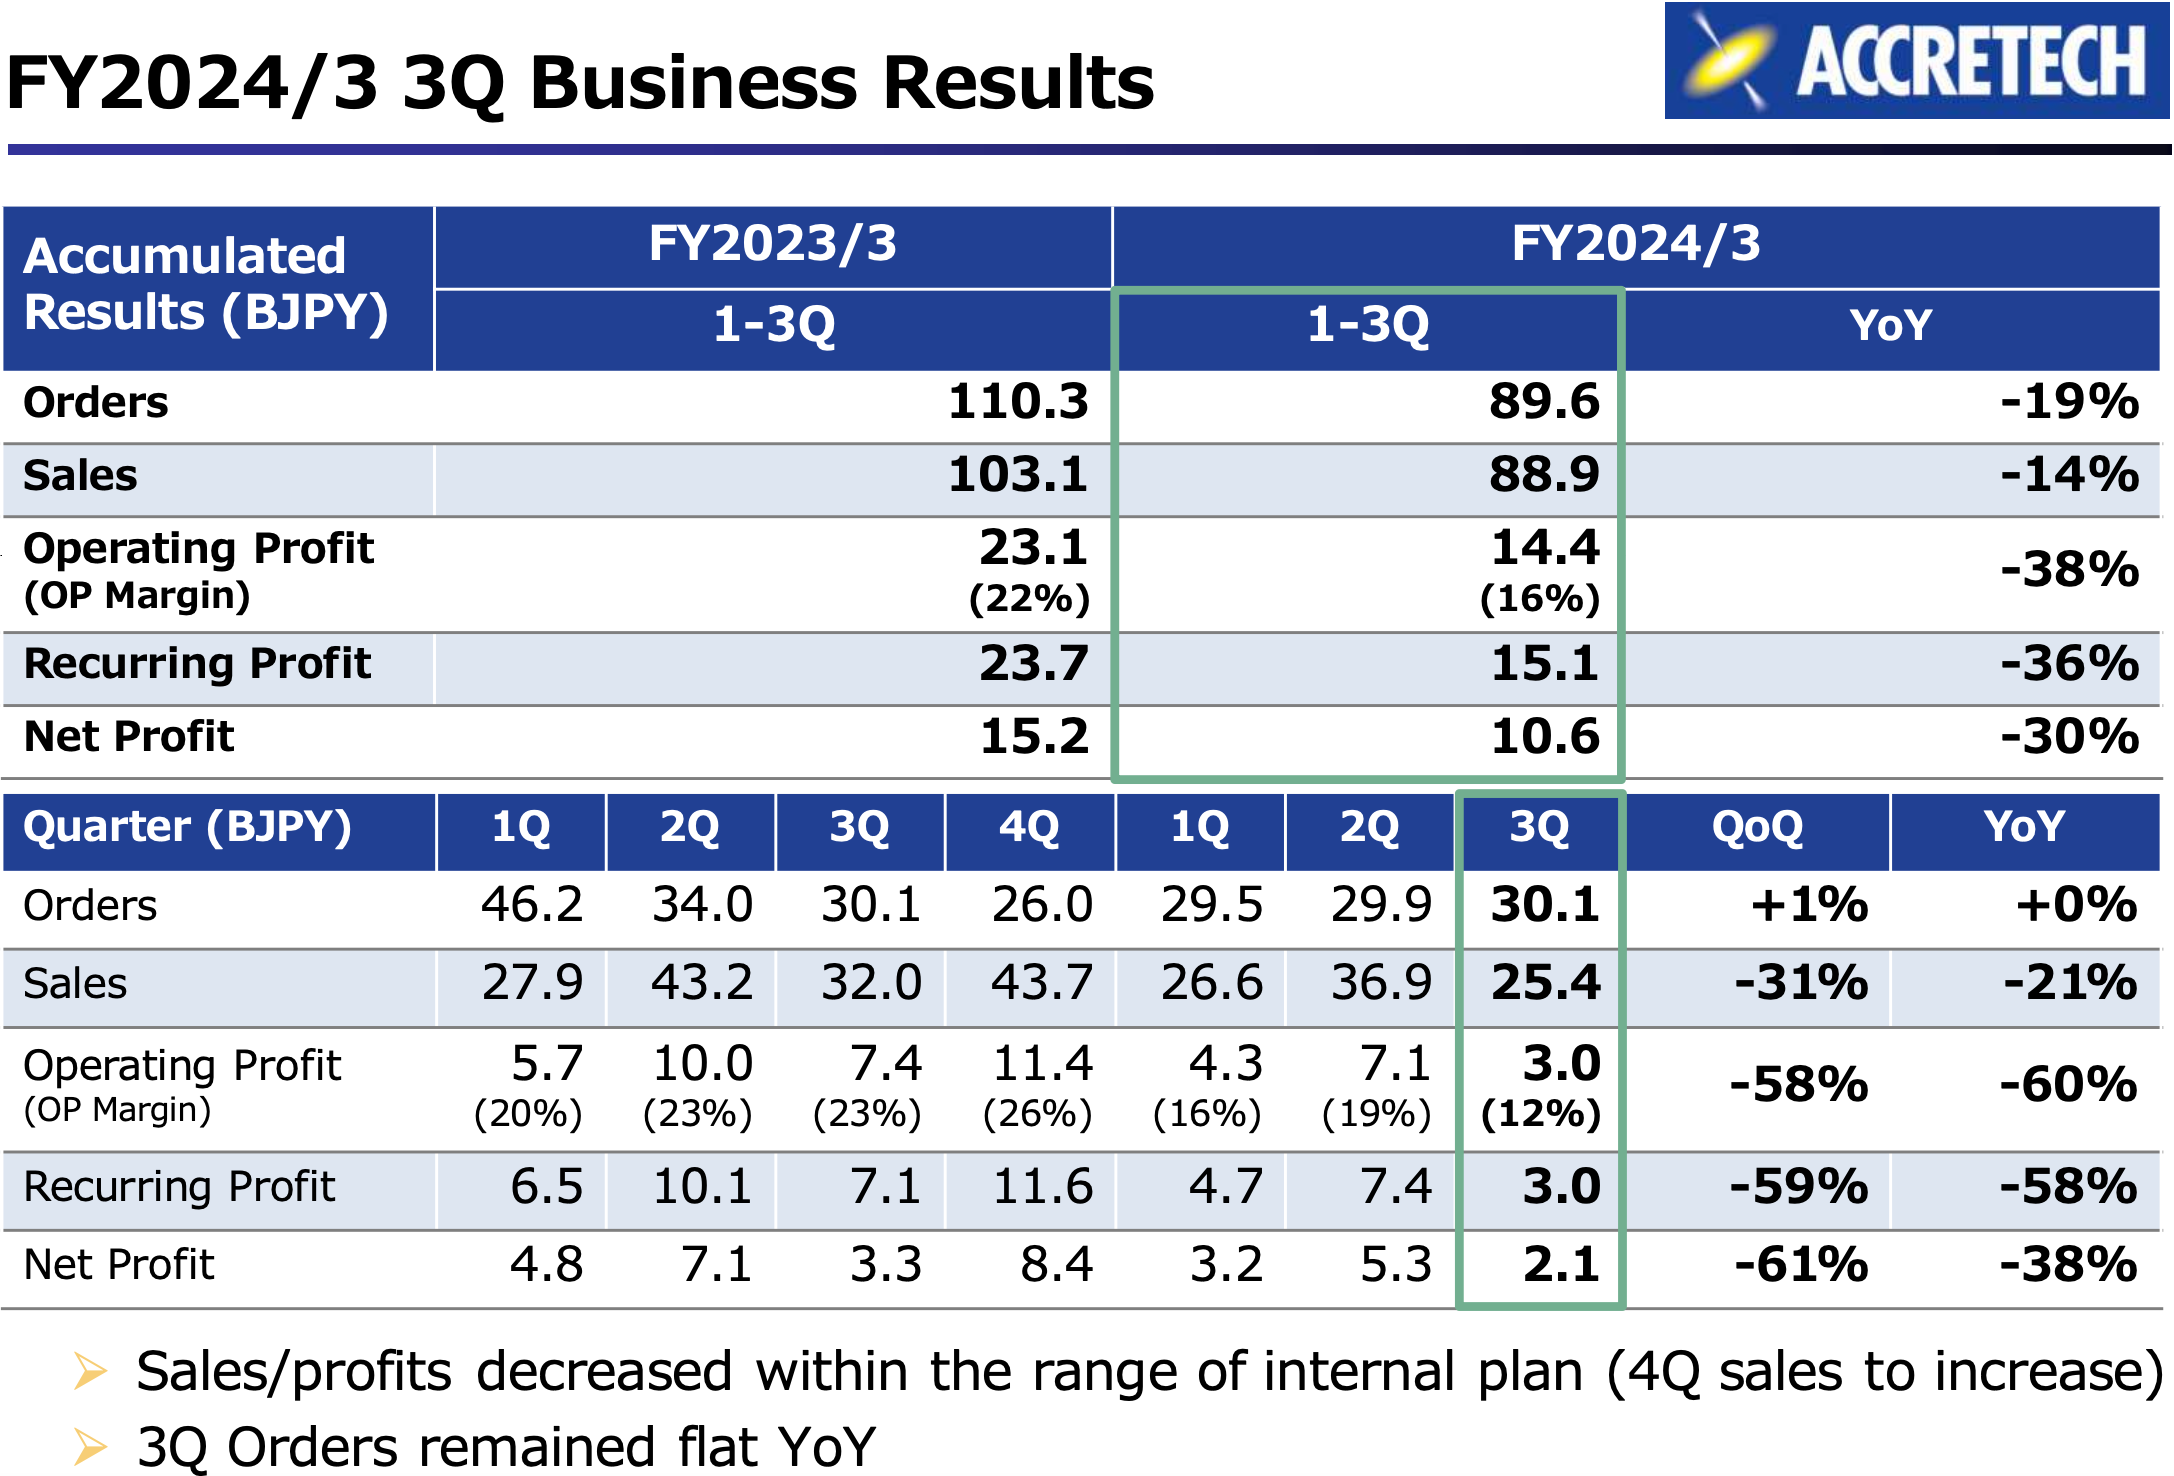 FY2024/3 3Q Business Results
ACCRETECH
Accumulated Results (BJPY) FY2023/3 FY2024/3
1-3Q 1-3Q YoY
Orders 110.3 89.6 -19%
Sales 103.1 88.9 -14%
Operating Profit 23.1 14.4 -38%
(OP Margin) (22%) (16%)
Recurring Profit 23.7 15.1 -36%
Net Profit 15.2 10.6 -30%
Quarter (BJPY) 1Q 2Q 3Q 4Q 1Q 2Q 3Q QoQ YoY
Orders 46.2 34.0 30.1 26.0 29.5 29.9 30.1 +1% +0%
Sales 27.9 43.2 32.0 43.7 26.6 36.9 25.4 -31% -21%
Operating Profit 5.7 10.0 7.4 11.4 4.3 7.1 3.0 -58% -60%
(OP Margin) (20%) (23%) (23%) (26%) (16%) (19%) (12%)
Recurring Profit 6.5 10.1 7.1 11.6 4.7 7.4 3.0 -59% -58%
Net Profit 4.8 7.1 3.3 8.4 3.2 5.3 2.1 -61% -38%
Sales/profits decreased within the range of internal plan (4Q sales to increase)
3Q Orders remained flat YoY